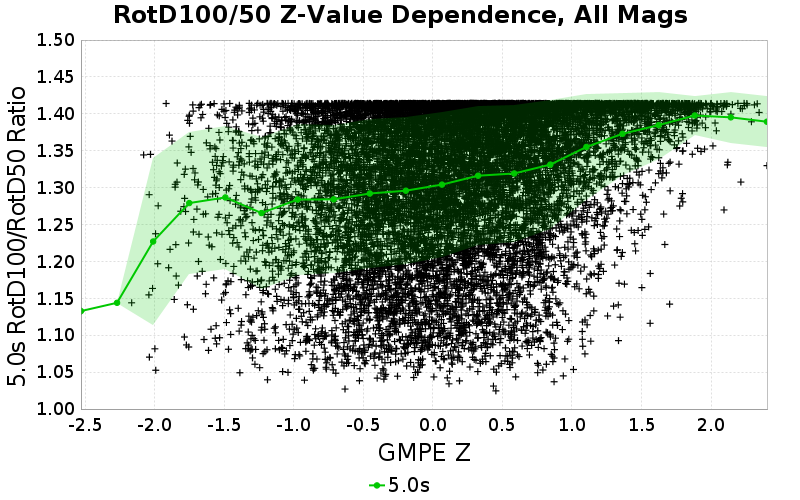 RotD100/50 Z-Value Dependence, All Mags
5.0s RotD100/RotD50 Ratio
1.50
1.45
1.40
1.35
1.30
1.25
1.20
1.15
1.10
1.05
1.00
-2.5 -2.0 -1.5 -1.0 -0.5 0.0 0.5 1.0 1.5 2.0
GMPE Z
5.0s